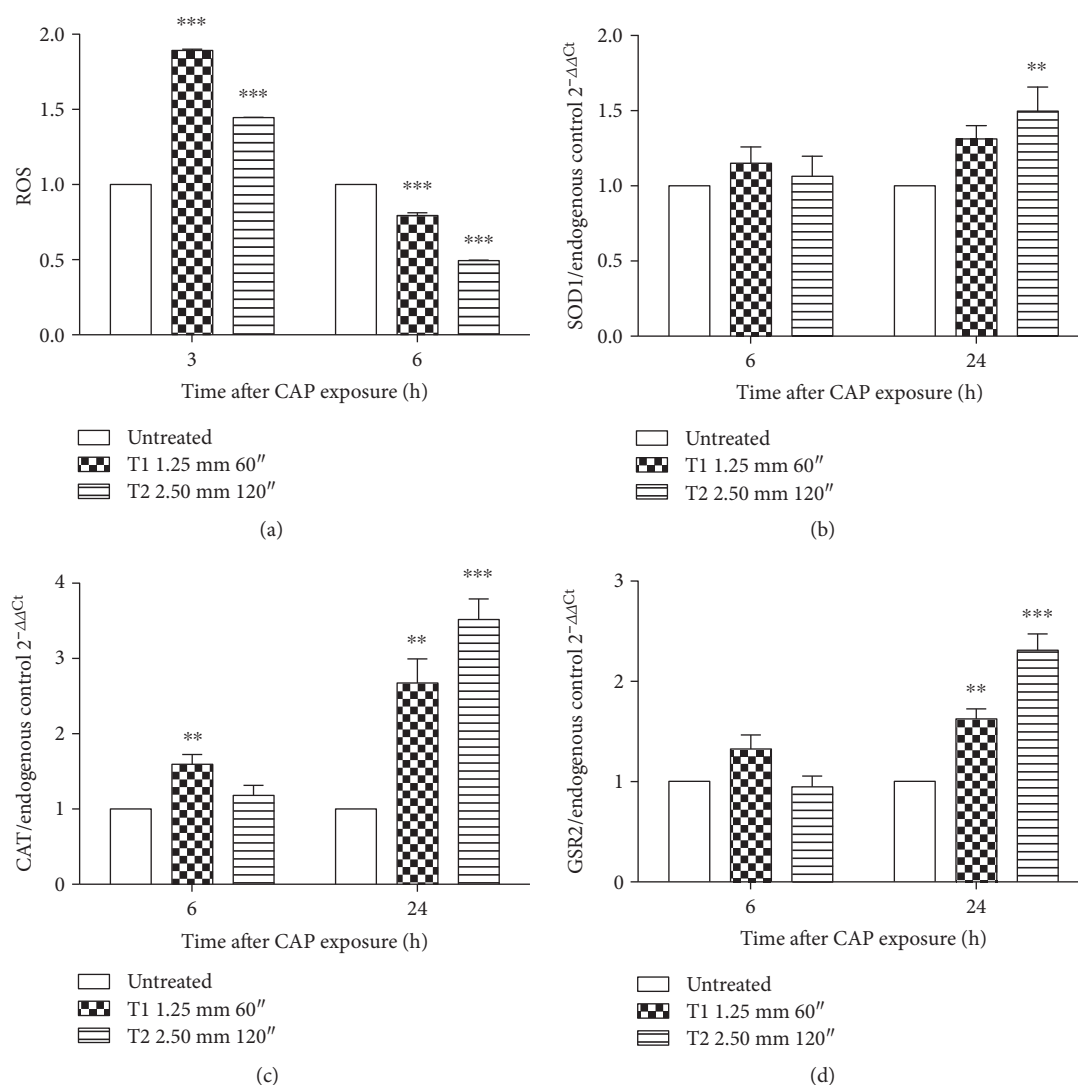 2.0
1.5
1.0
0.5
0.0
ROS
***
***
***
***
3
6
Time after CAP exposure (h)
Untreated
T1 1.25 mm 60″
T2 2.50 mm 120″
(a)
2.0
1.5
1.0
0.5
0.0
SOD1/endogenous control 2⁻ΔΔCt
**
6
24
Time after CAP exposure (h)
Untreated
T1 1.25 mm 60″
T2 2.50 mm 120″
(b)
4
3
2
1
0
CAT/endogenous control 2⁻ΔΔCt
**
**
***
6
24
Time after CAP exposure (h)
Untreated
T1 1.25 mm 60″
T2 2.50 mm 120″
(c)
3
2
1
0
GSR2/endogenous control 2⁻ΔΔCt
**
***
6
24
Time after CAP exposure (h)
Untreated
T1 1.25 mm 60″
T2 2.50 mm 120″
(d)